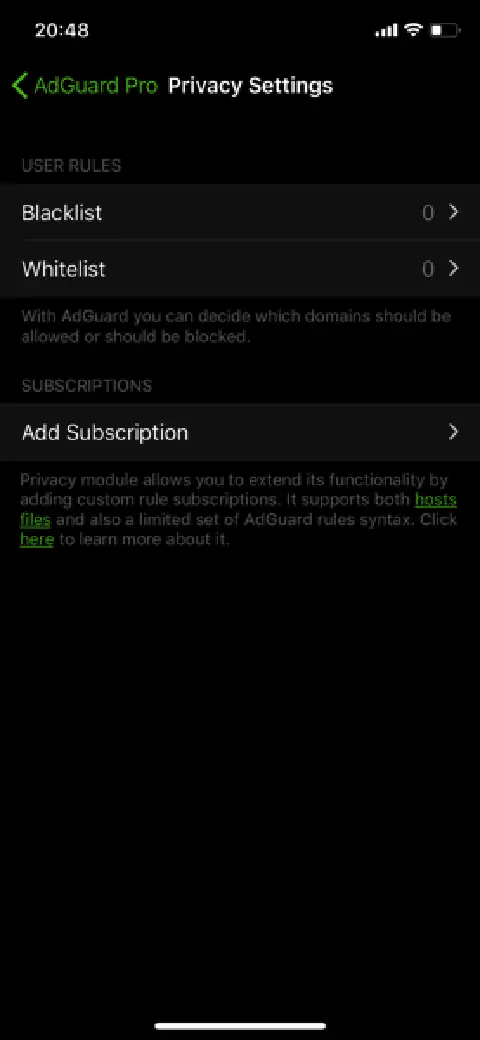 20:48
AdGuard Pro Privacy Settings
USER RULES
Blacklist 0
Whitelist 0
With AdGuard you can decide which domains should be
allowed or should be blocked.
SUBSCRIPTIONS
Add Subscription
Privacy module allows you to extend its functionality by
adding custom rule subscriptions. It supports both hosts
files and also a limited set of AdGuard rules syntax. Click
here to learn more about it.